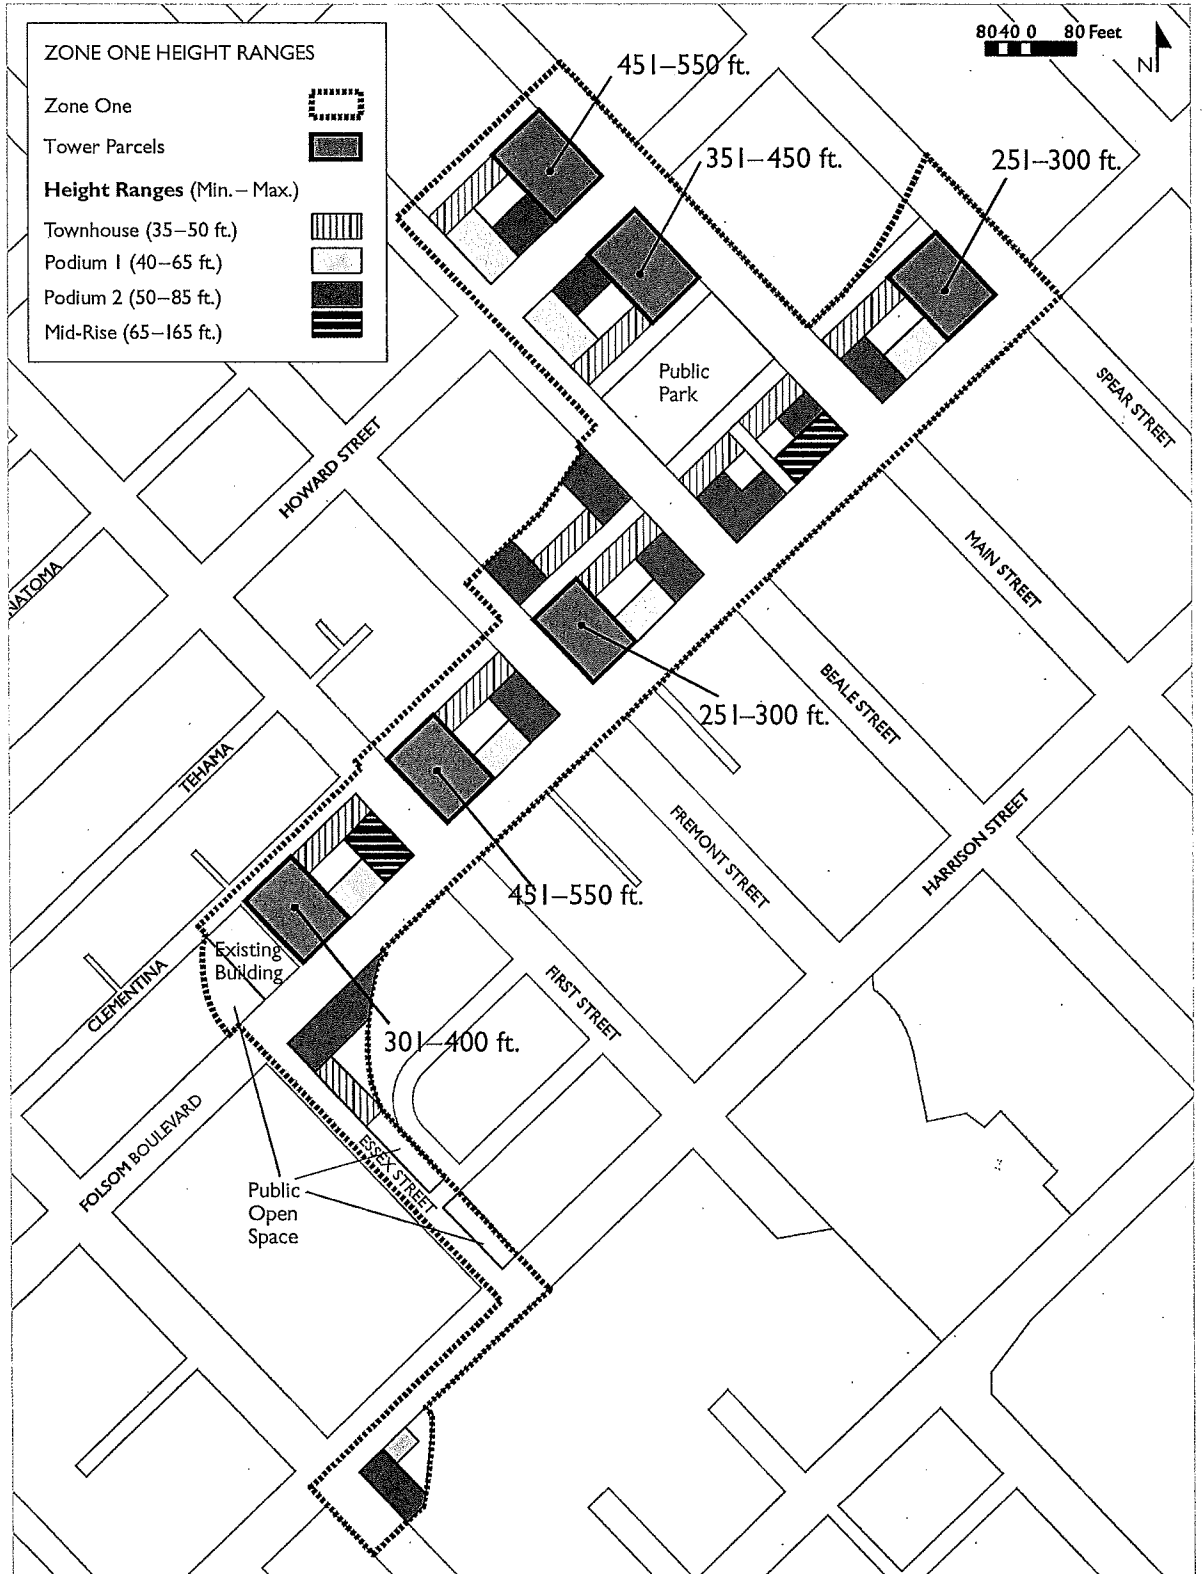 ZONE ONE HEIGHT RANGES
Zone One
Tower Parcels
Height Ranges (Min.–Max.)
Townhouse (35–50 ft.)
Podium 1 (40–65 ft.)
Podium 2 (50–85 ft.)
Mid-Rise (65–165 ft.)
80 40 0 80 Feet
N
451–550 ft.
351–450 ft.
251–300 ft.
Public
Park
SPEAR STREET
HOWARD STREET
MAIN STREET
NATOMA
BEALE STREET
251–300 ft.
TEHAMA
FREMONT STREET
HARRISON STREET
451–550 ft.
Existing
Building
CLEMENTINA
FIRST STREET
301–400 ft.
FOLSOM BOULEVARD
ESSEX STREET
Public
Open
Space